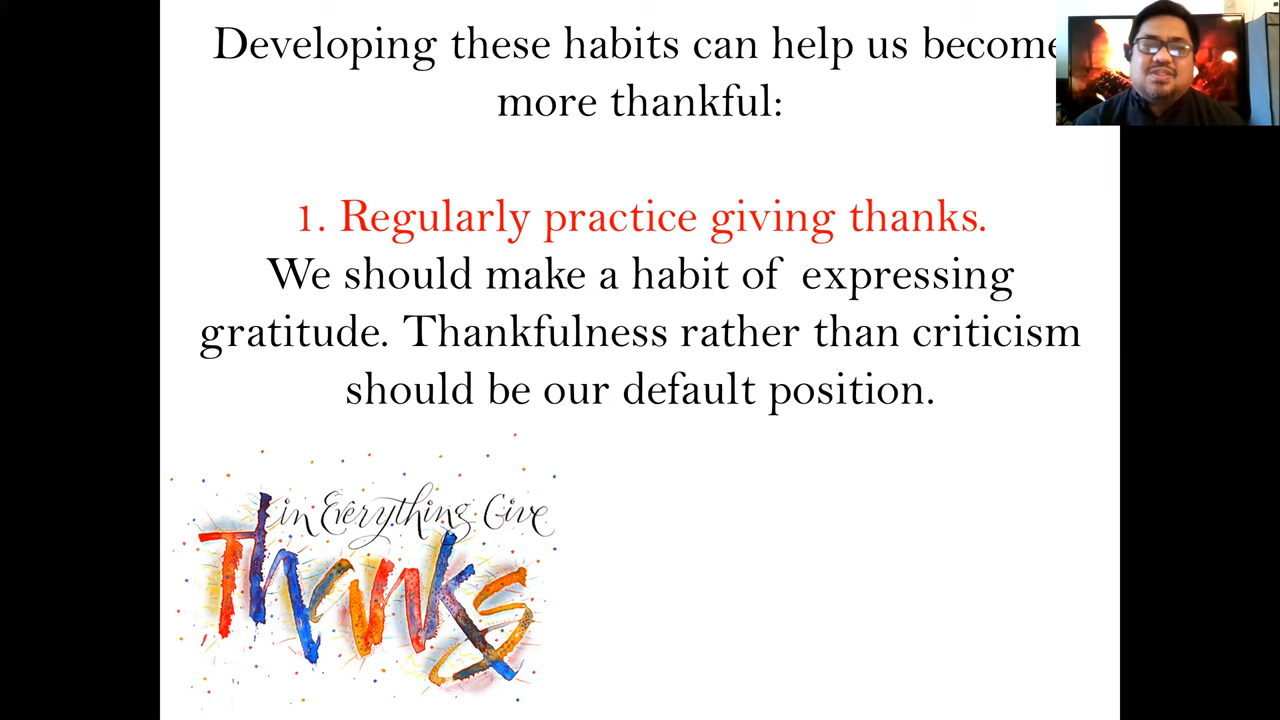 Developing these habits can help us become
more thankful:
1. Regularly practice giving thanks.
We should make a habit of expressing
gratitude. Thankfulness rather than criticism
should be our default position.
in Everything Give
Thanks